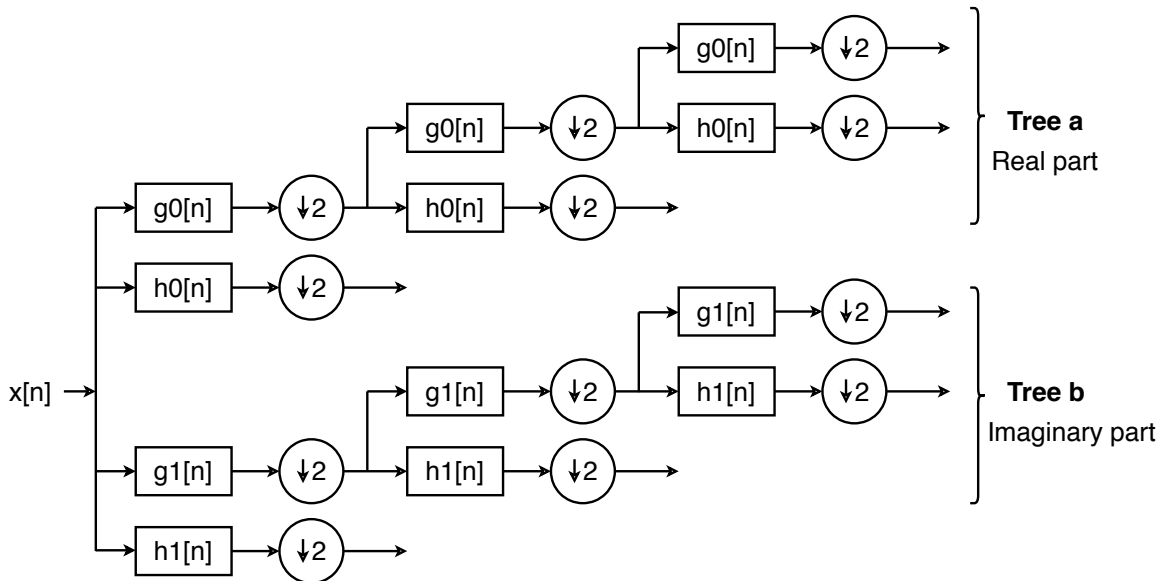 g0[n] ↓2
g0[n] ↓2 h0[n] ↓2
Tree a
Real part
g0[n] ↓2 h0[n] ↓2
h0[n] ↓2
g1[n] ↓2
x[n]
g1[n] ↓2 h1[n] ↓2
Tree b
Imaginary part
g1[n] ↓2 h1[n] ↓2
h1[n] ↓2